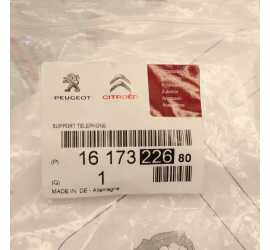 PEUGEOT
CITROËN
SUPPORT TELEPHONE
(P) 16 173 226 80
(Q) 1
MADE IN DE - Allemagne